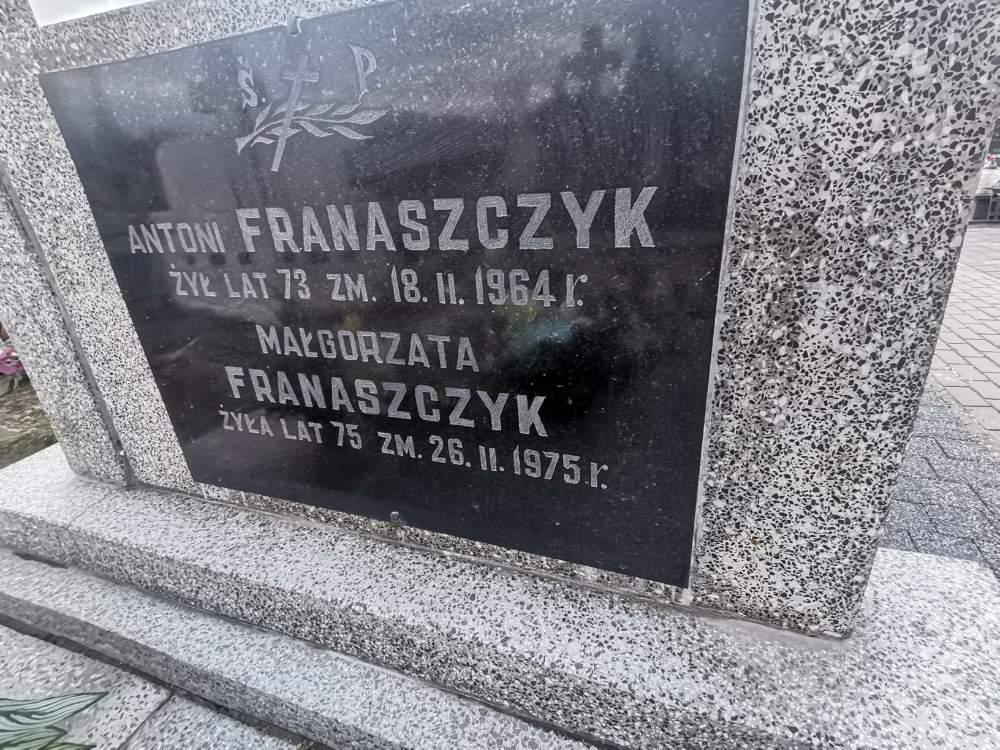 Ś. P.
ANTONI FRANASZCZYK
ŻYŁ LAT 73 ZM. 18. II. 1964 r.
MAŁGORZATA
FRANASZCZYK
ŻYŁA LAT 75 ZM. 26. II. 1975 r.